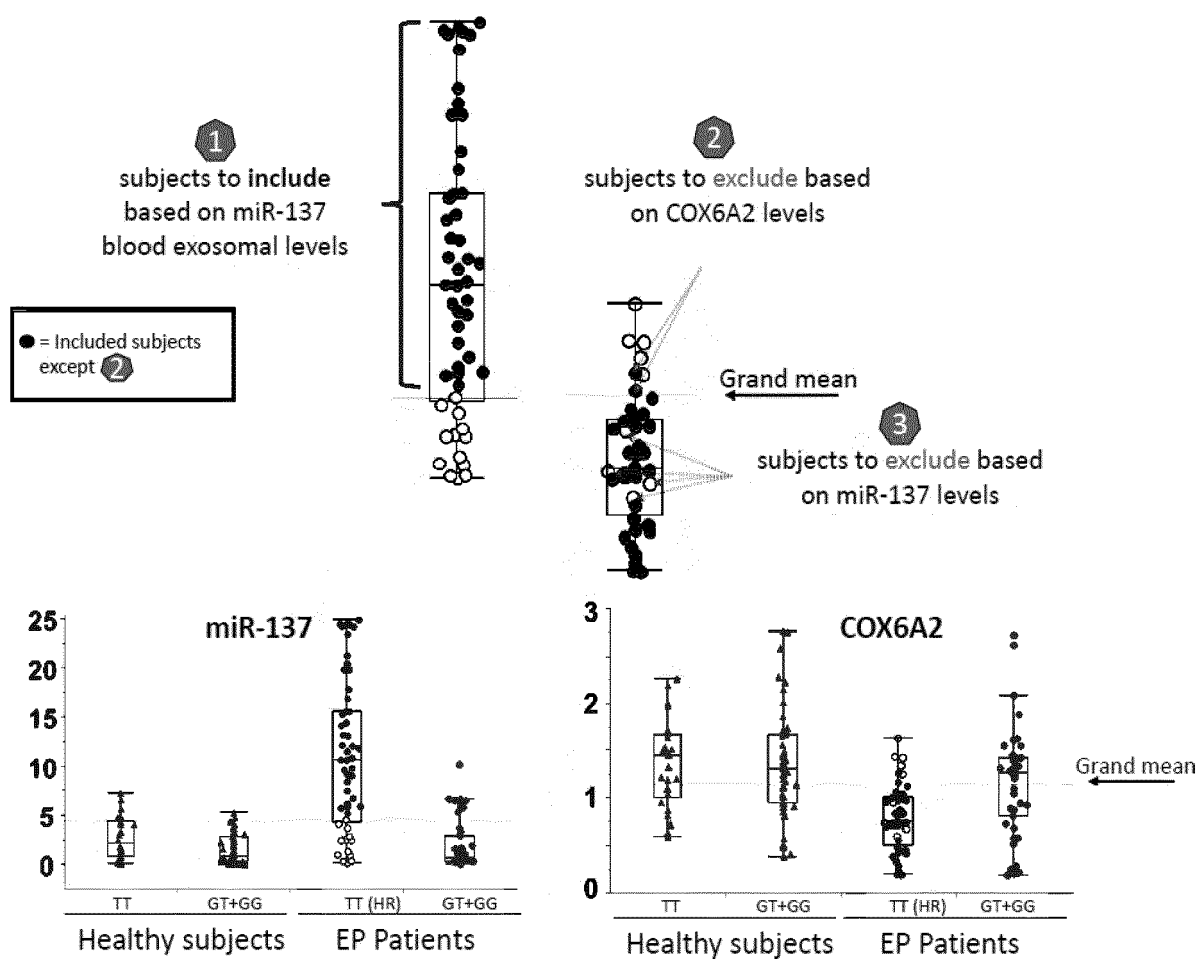 1
subjects to include
based on miR-137
blood exosomal levels
2
subjects to exclude based
on COX6A2 levels
● = Included subjects
except 2
Grand mean
3
subjects to exclude based
on miR-137 levels
miR-137
25
20
15
10
5
0
TT
GT+GG
TT (HR)
GT+GG
Healthy subjects
EP Patients
COX6A2
3
2
1
0
Grand mean
TT
GT+GG
TT (HR)
GT+GG
Healthy subjects
EP Patients